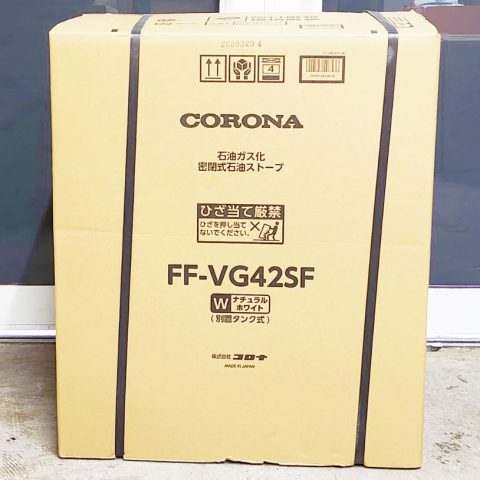 4
CORONA
石油ガス化
密閉式石油ストーブ
ひざ当て厳禁
ひざを押し当て
ないでください。
FF-VG42SF
W ナチュラル
ホワイト
(別置タンク式)
株式会社 コロナ
MADE IN JAPAN